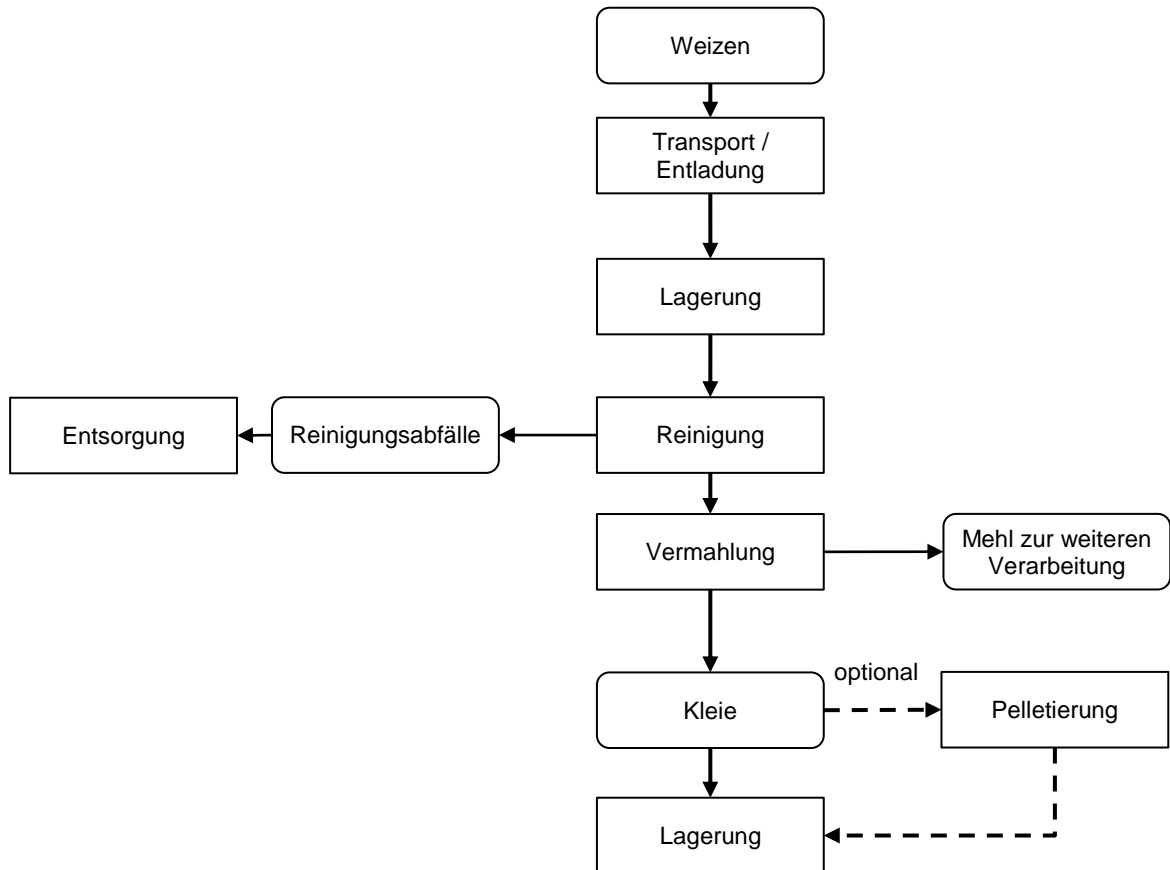 Weizen
Transport /
Entladung
Lagerung
Entsorgung
Reinigungsabfälle
Reinigung
Vermahlung
Mehl zur weiteren
Verarbeitung
optional
Kleie
Pelletierung
Lagerung